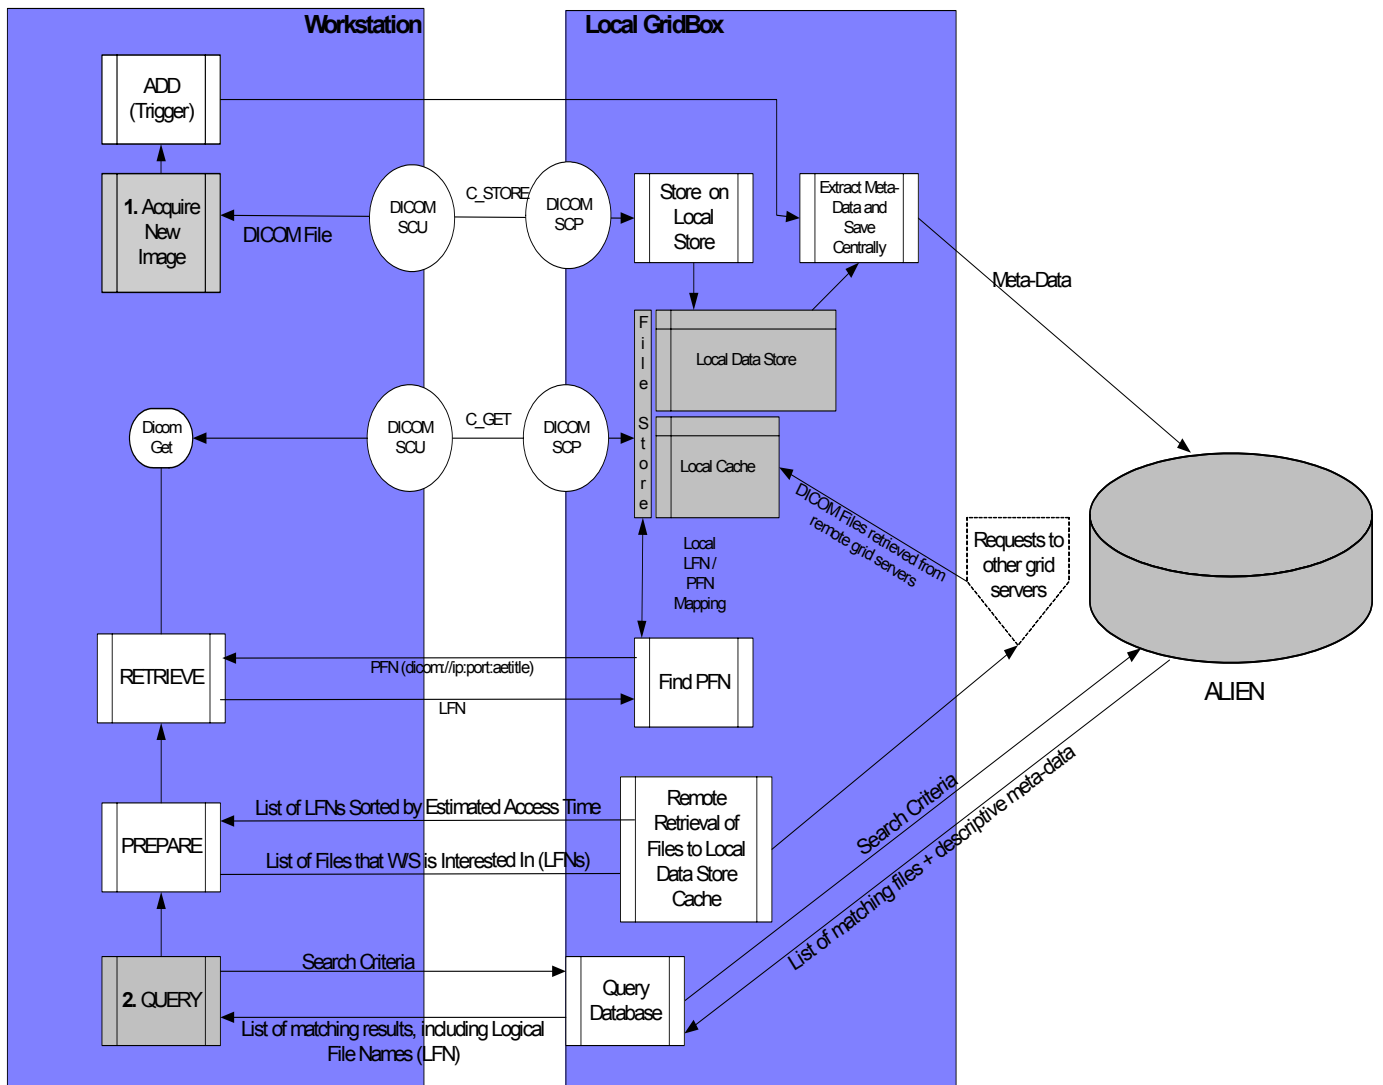 Workstation
Local GridBox
ADD
(Trigger)
1. Acquire
New
Image
DICOM File
DICOM
SCU
C_STORE
DICOM
SCP
Store on
Local
Store
Extract Meta-
Data and
Save
Centrally
Meta-Data
File Store
Local Data Store
Local Cache
Dicom
Get
DICOM
SCU
C_GET
DICOM
SCP
DICOM Files retrieved from
remote grid servers
Requests to
other grid
servers
Local
LFN /
PFN
Mapping
ALIEN
RETRIEVE
PFN (dicom://ip:port:aetitle)
LFN
Find PFN
PREPARE
List of LFNs Sorted by Estimated Access Time
List of Files that W/S is Interested In (LFNs)
Remote
Retrieval of
Files to Local
Data Store
Cache
Search Criteria
List of matching files + descriptive meta-data
2. QUERY
Search Criteria
List of matching results, including Logical
File Names (LFN)
Query
Database